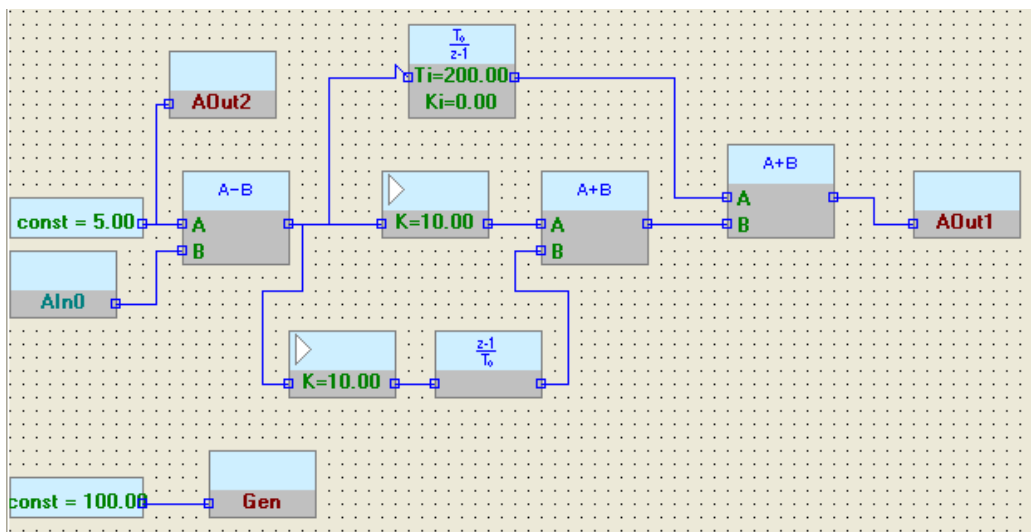 T₀
z-1
Ti=200.00
Ki=0.00
AOut2
A-B
const = 5.00
A
B
AIn0
K=10.00
A+B
A
B
A+B
A
B
AOut1
K=10.00
z-1
T₀
const = 100.00
Gen